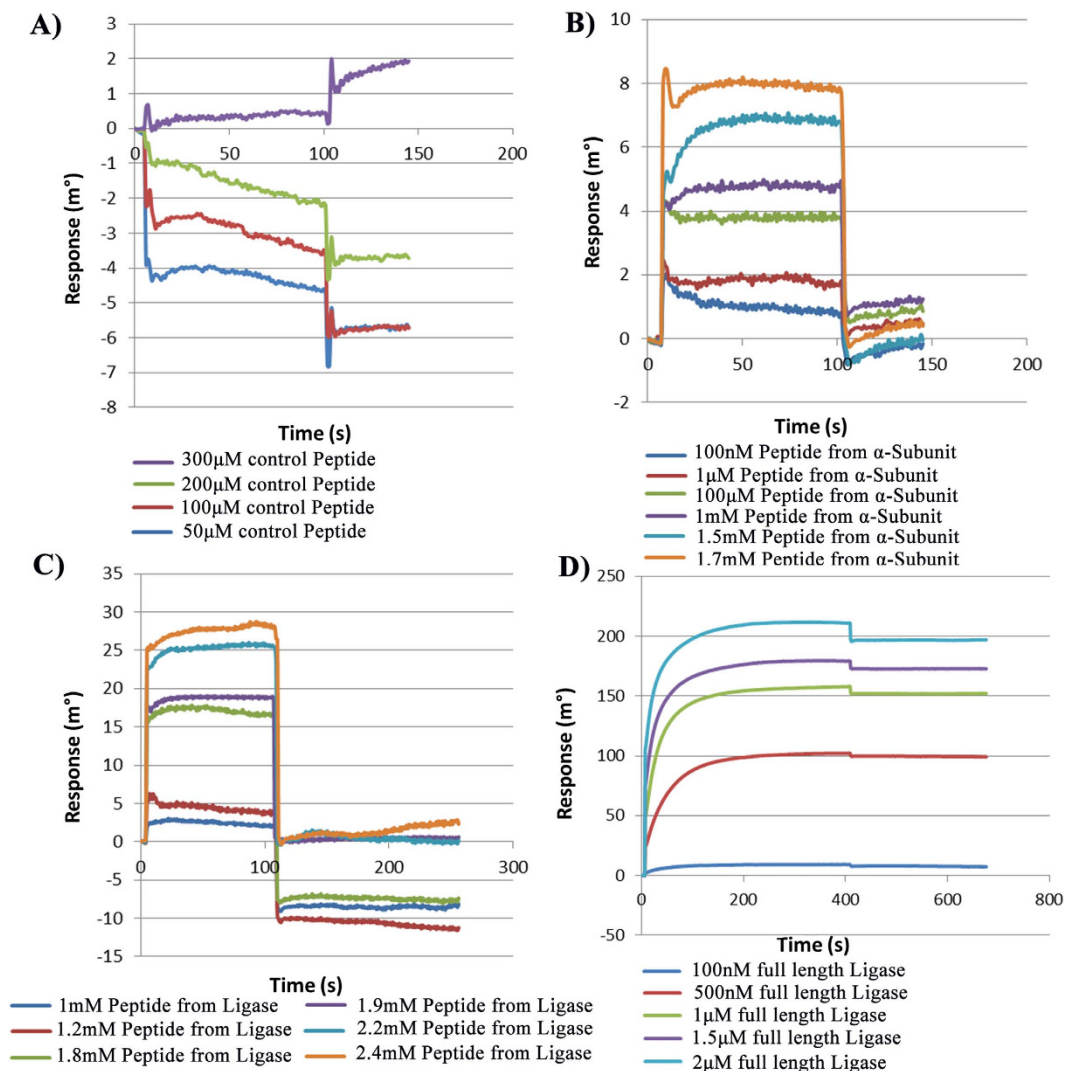 A)
3
2
1
0
-1
-2
-3
-4
-5
-6
-7
-8
0
50
100
150
200
Response (m°)
Time (s)
300μM control Peptide
200μM control Peptide
100μM control Peptide
50μM control Peptide
B)
10
8
6
4
2
0
-2
0
50
100
150
200
Response (m°)
Time (s)
100nM Peptide from α-Subunit
1μM Peptide from α-Subunit
100μM Peptide from α-Subunit
1mM Peptide from α-Subunit
1.5mM Peptide from α-Subunit
1.7mM Peptide from α-Subunit
C)
35
30
25
20
15
10
5
0
-5
-10
-15
0
100
200
300
Response (m°)
Time (s)
1mM Peptide from Ligase
1.2mM Peptide from Ligase
1.8mM Peptide from Ligase
1.9mM Peptide from Ligase
2.2mM Peptide from Ligase
2.4mM Peptide from Ligase
D)
250
200
150
100
50
0
-50
0
200
400
600
800
Response (m°)
Time (s)
100nM full length Ligase
500nM full length Ligase
1μM full length Ligase
1.5μM full length Ligase
2μM full length Ligase